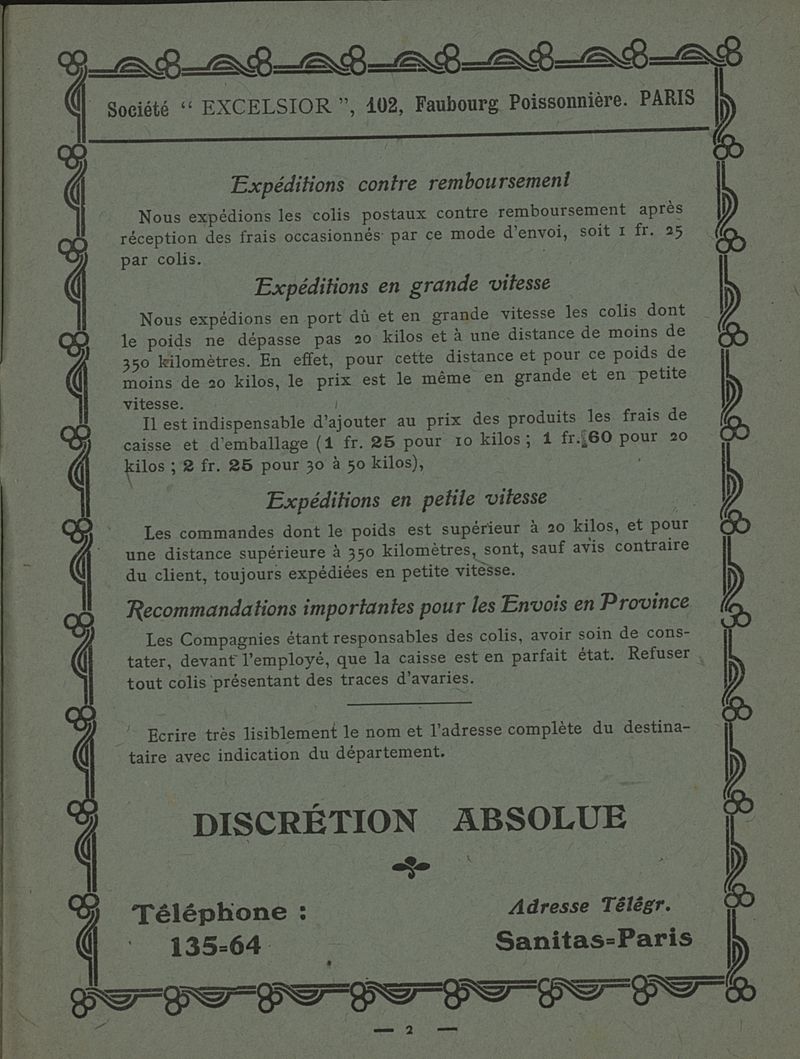 Société “ EXCELSIOR ”, 102, Faubourg Poissonnière. PARIS
Expéditions contre remboursement
Nous expédions les colis postaux contre remboursement après
réception des frais occasionnés par ce mode d’envoi, soit 1 fr. 25
par colis.
Expéditions en grande vitesse
Nous expédions en port dû et en grande vitesse les colis dont
le poids ne dépasse pas 20 kilos et à une distance de moins de
350 kilomètres. En effet, pour cette distance et pour ce poids de
moins de 20 kilos, le prix est le même en grande et en petite
vitesse.
Il est indispensable d’ajouter au prix des produits les frais de
caisse et d’emballage (1 fr. 25 pour 10 kilos ; 1 fr. 60 pour 20
kilos ; 2 fr. 25 pour 30 à 50 kilos),
Expéditions en petite vitesse
Les commandes dont le poids est supérieur à 20 kilos, et pour
une distance supérieure à 350 kilomètres, sont, sauf avis contraire
du client, toujours expédiées en petite vitesse.
Recommandations importantes pour les Envois en Province
Les Compagnies étant responsables des colis, avoir soin de cons-
tater, devant l’employé, que la caisse est en parfait état. Refuser
tout colis présentant des traces d’avaries.
Ecrire très lisiblement le nom et l’adresse complète du destina-
taire avec indication du département.
DISCRÉTION ABSOLUE
Téléphone :
135=64
Adresse Télégr.
Sanitas=Paris
— 2 —